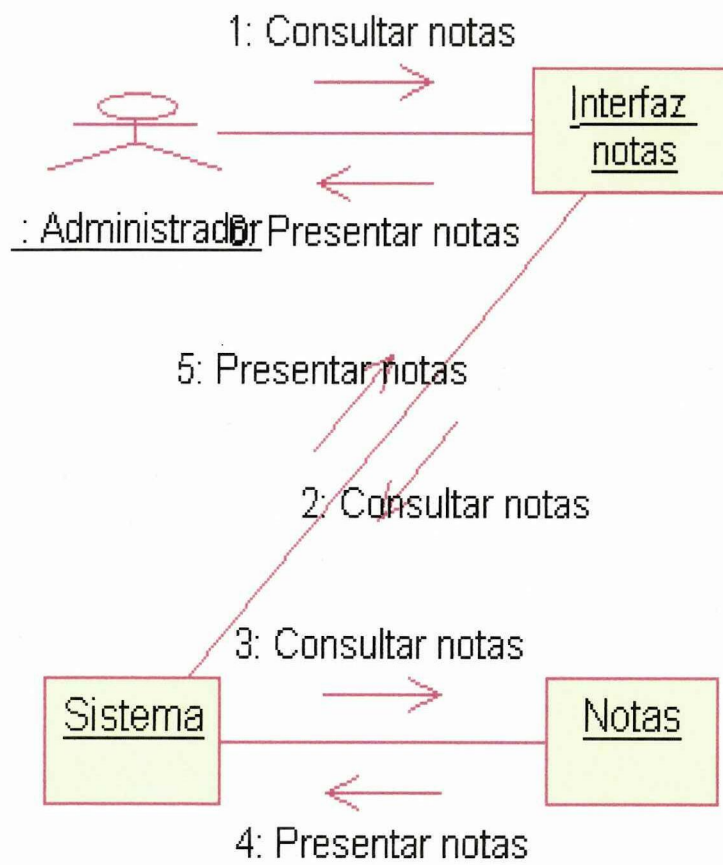 1: Consultar notas
Interfaz
notas
: Administrador
6: Presentar notas
5: Presentar notas
2: Consultar notas
3: Consultar notas
Sistema
Notas
4: Presentar notas